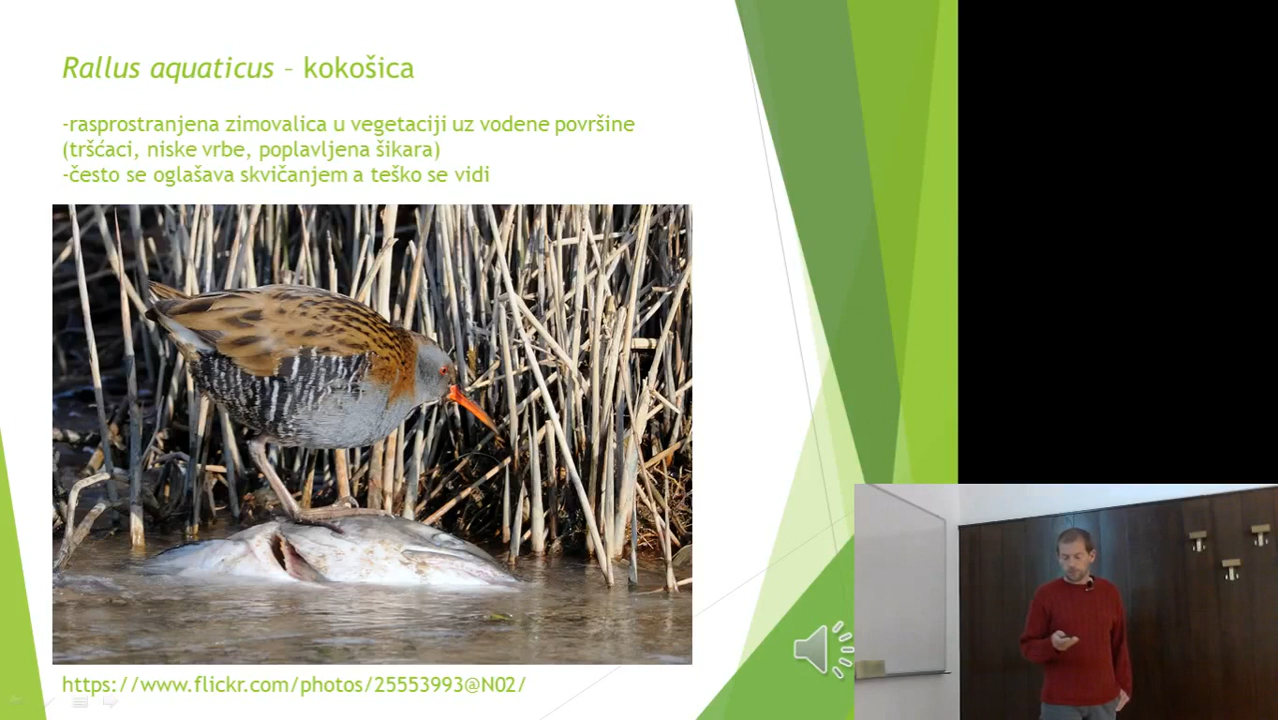 Rallus aquaticus – kokošica
-rasprostranjena zimovalica u vegetaciji uz vodene površine
(tršćaci, niske vrbe, poplavljena šikara)
-često se oglašava skvičanjem a teško se vidi
https://www.flickr.com/photos/25553993@N02/